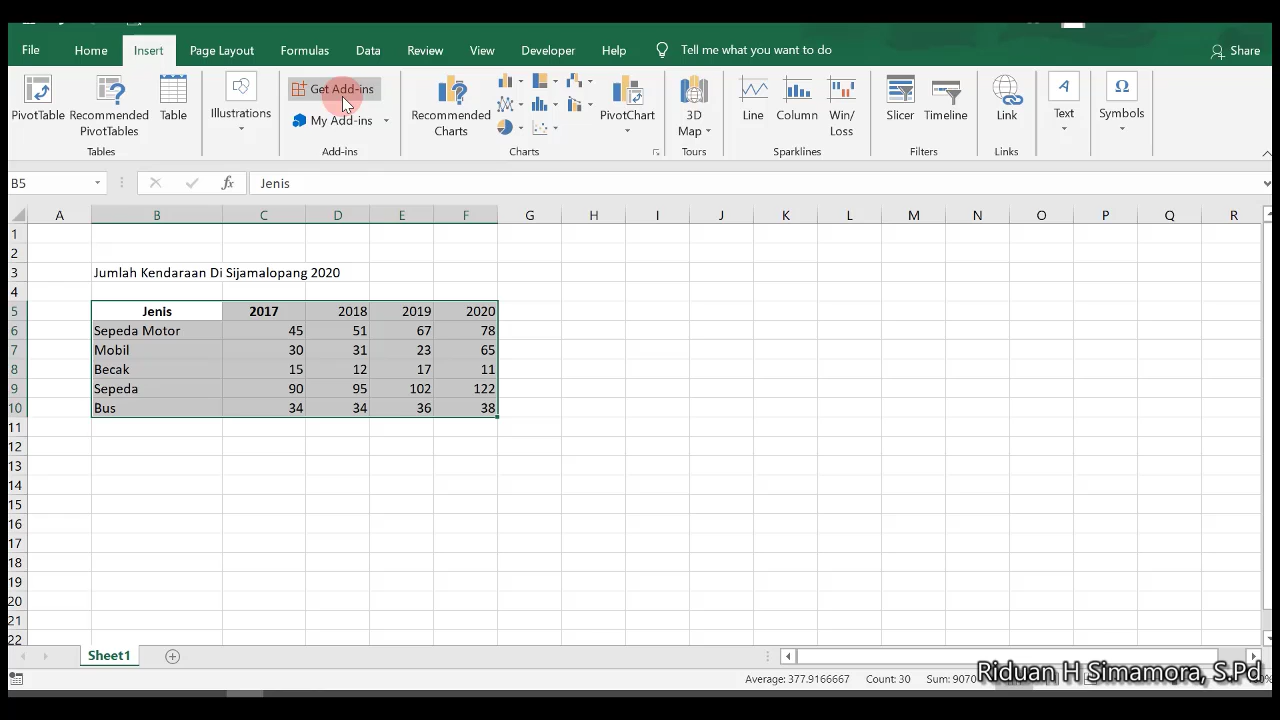 File Home Insert Page Layout Formulas Data Review View Developer Help Tell me what you want to do Share
Get Add-ins
My Add-ins
PivotTable Recommended PivotTables Table Illustrations Recommended Charts PivotChart 3D Map Line Column Win/Loss Slicer Timeline Link Text Symbols
Tables Add-ins Charts Tours Sparklines Filters Links
B5 fx Jenis
A B C D E F G H I J K L M N O P Q R
1
2
3 Jumlah Kendaraan Di Sijamalopang 2020
4
5 Jenis 2017 2018 2019 2020
6 Sepeda Motor 45 51 67 78
7 Mobil 30 31 23 65
8 Becak 15 12 17 11
9 Sepeda 90 95 102 122
10 Bus 34 34 36 38
11
12
13
14
15
16
17
18
19
20
21
22
Sheet1
Average: 377.9166667 Count: 30 Sum: 9070
Riduan H Simamora, S.Pd